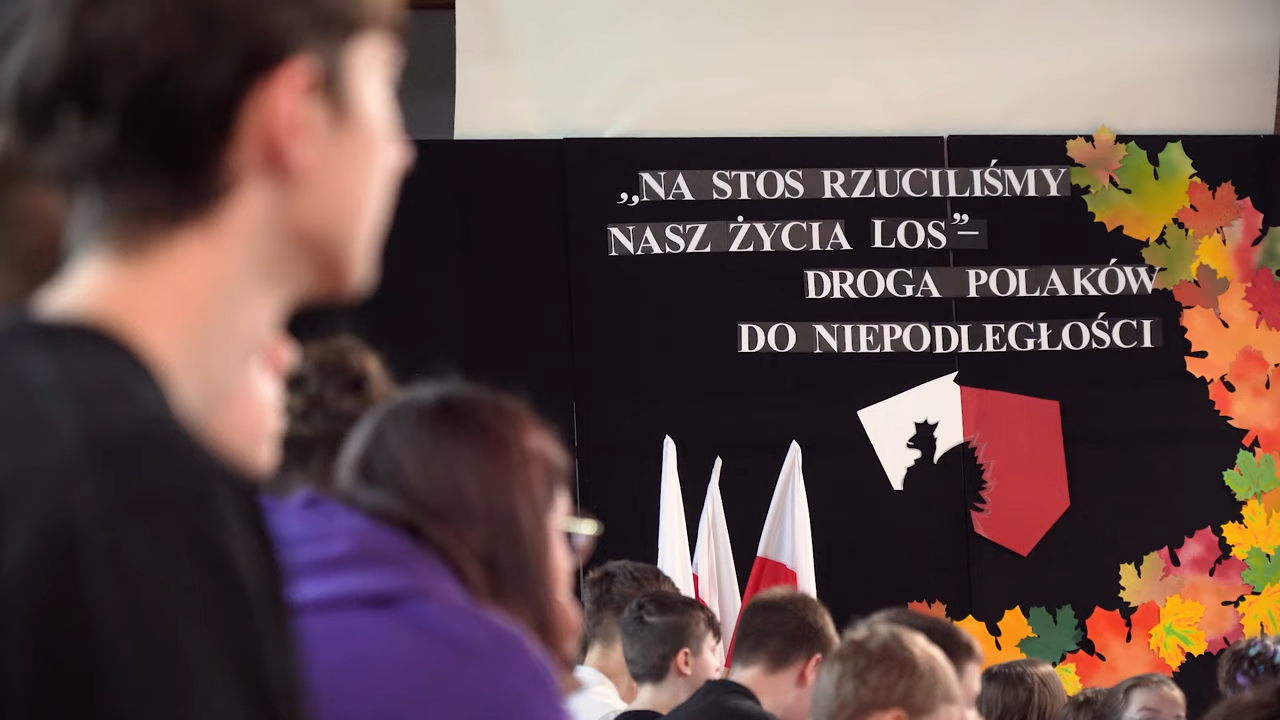 „NA STOS RZUCILIŚMY
NASZ ŻYCIA LOS”–
DROGA POLAKÓW
DO NIEPODLEGŁOŚCI